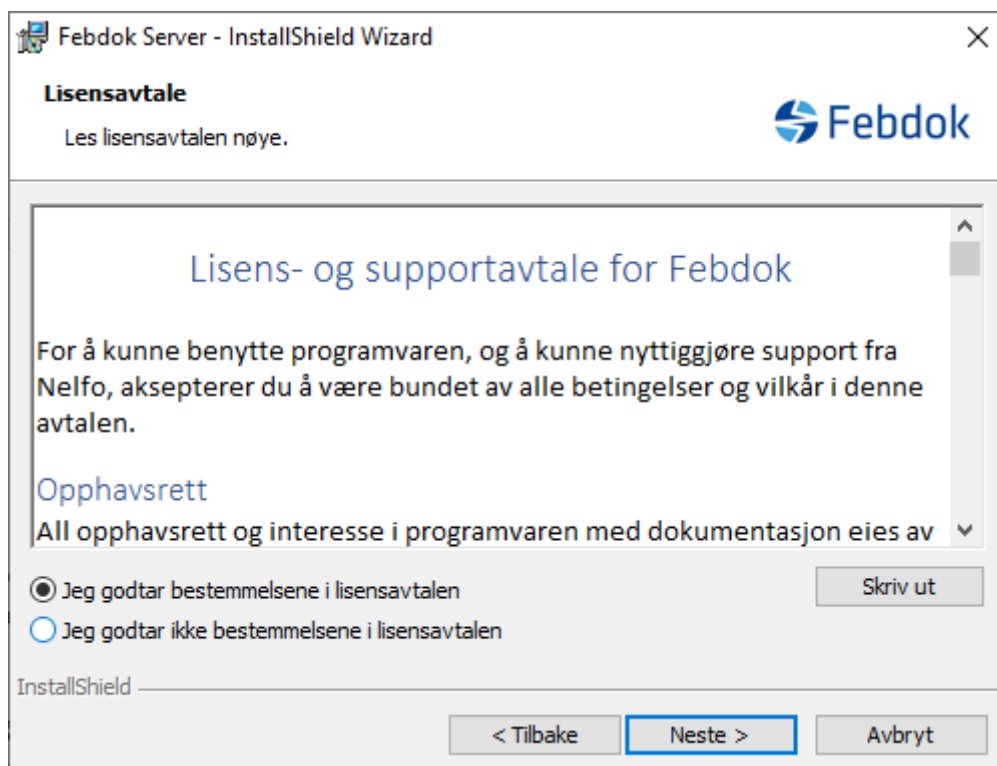 Febdok Server - InstallShield Wizard
Lisensavtale
Les lisensavtalen nøye.
Febdok
Lisens- og supportavtale for Febdok
For å kunne benytte programvaren, og å kunne nyttiggjøre support fra
Nelfo, aksepterer du å være bundet av alle betingelser og vilkår i denne
avtalen.
Opphavsrett
All opphavsrett og interesse i programvaren med dokumentasjon eies av
Jeg godtar bestemmelsene i lisensavtalen
Skriv ut
Jeg godtar ikke bestemmelsene i lisensavtalen
InstallShield
< Tilbake
Neste >
Avbryt